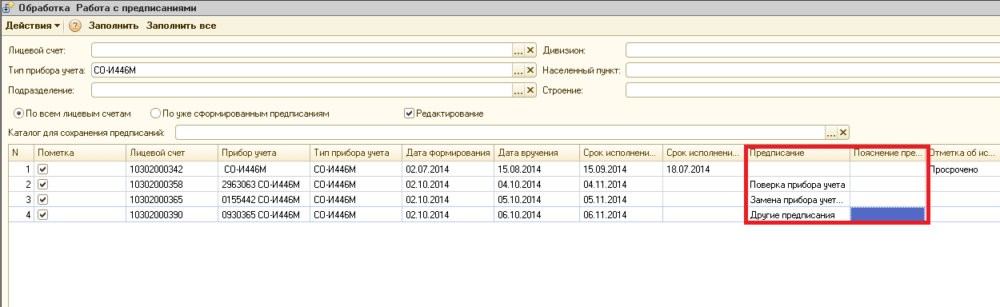 Обработка Работа с предписаниями
Действия ? Заполнить Заполнить все
Лицевой счет: ... Дивизион:
Тип прибора учета: СО-И446М ... Населенный пункт:
Подразделение: ... Строение:
По всем лицевым счетам По уже сформированным предписаниям Редактирование
Каталог для сохранения предписаний: ...
N Пометка Лицевой счет Прибор учета Тип прибора учета Дата формирования Дата вручения Срок исполнени... Срок исполнени... Предписание Пояснение пре... Отметка об ис...
1 10302000342 СО-И446М СО-И446М 02.07.2014 15.08.2014 15.09.2014 18.07.2014 Просрочено
2 10302000358 2963063 СО-И446М СО-И446М 02.10.2014 04.10.2014 04.11.2014 Поверка прибора учета
3 10302000365 0155442 СО-И446М СО-И446М 02.10.2014 05.10.2014 05.11.2014 Замена прибора учет...
4 10302000390 0930365 СО-И446М СО-И446М 02.10.2014 06.10.2014 06.11.2014 Другие предписания